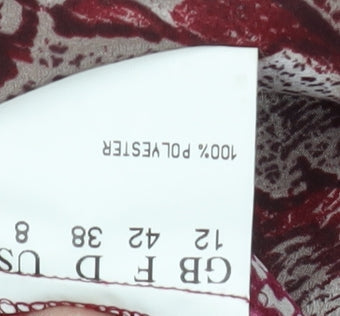 GB F D US
12 42 38 8
100% POLYESTER